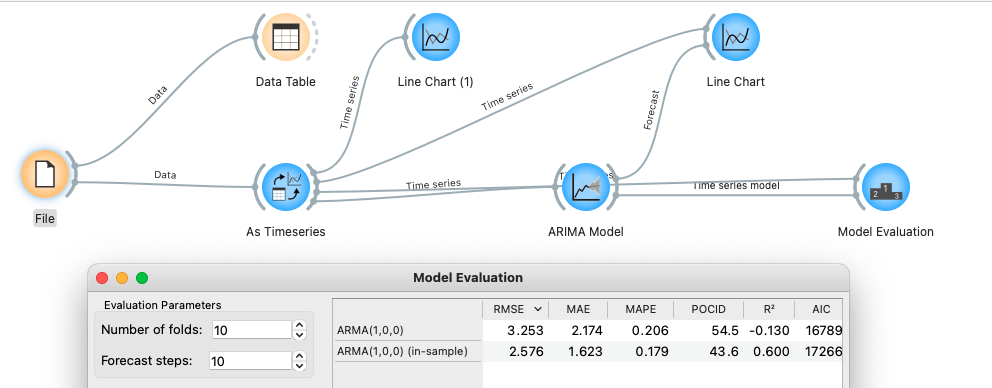 Data Table
Line Chart (1)
Line Chart
Data
Time series
Time series
Forecast
Data
Time series
Time series model
File
As Timeseries
ARIMA Model
Model Evaluation
2 1 3
Model Evaluation
Evaluation Parameters
Number of folds: 10
Forecast steps: 10
RMSE MAE MAPE POCID R² AIC
ARMA(1,0,0) 3.253 2.174 0.206 54.5 -0.130 16789
ARMA(1,0,0) (in-sample) 2.576 1.623 0.179 43.6 0.600 17266